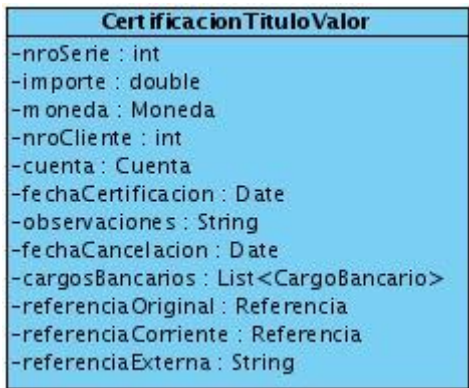 CertificacionTituloValor
-nroSerie : int
-importe : double
-moneda : Moneda
-nroCliente : int
-cuenta : Cuenta
-fechaCertificacion : Date
-observaciones : String
-fechaCancelacion : Date
-cargosBancarios : List<CargoBancario>
-referenciaOriginal : Referencia
-referenciaCorriente : Referencia
-referenciaExterna : String